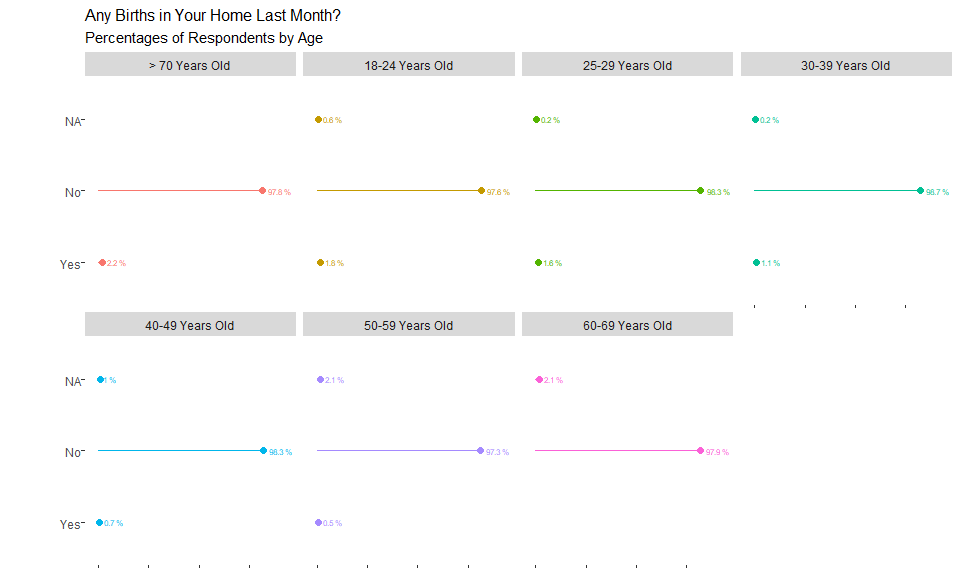 Any Births in Your Home Last Month?
Percentages of Respondents by Age
> 70 Years Old
18-24 Years Old
25-29 Years Old
30-39 Years Old
NA
0.6 %
0.2 %
0.2 %
No
97.8 %
97.6 %
98.3 %
98.7 %
Yes
2.2 %
1.8 %
1.6 %
1.1 %
40-49 Years Old
50-59 Years Old
60-69 Years Old
NA
1 %
2.1 %
2.1 %
No
98.3 %
97.3 %
97.9 %
Yes
0.7 %
0.5 %